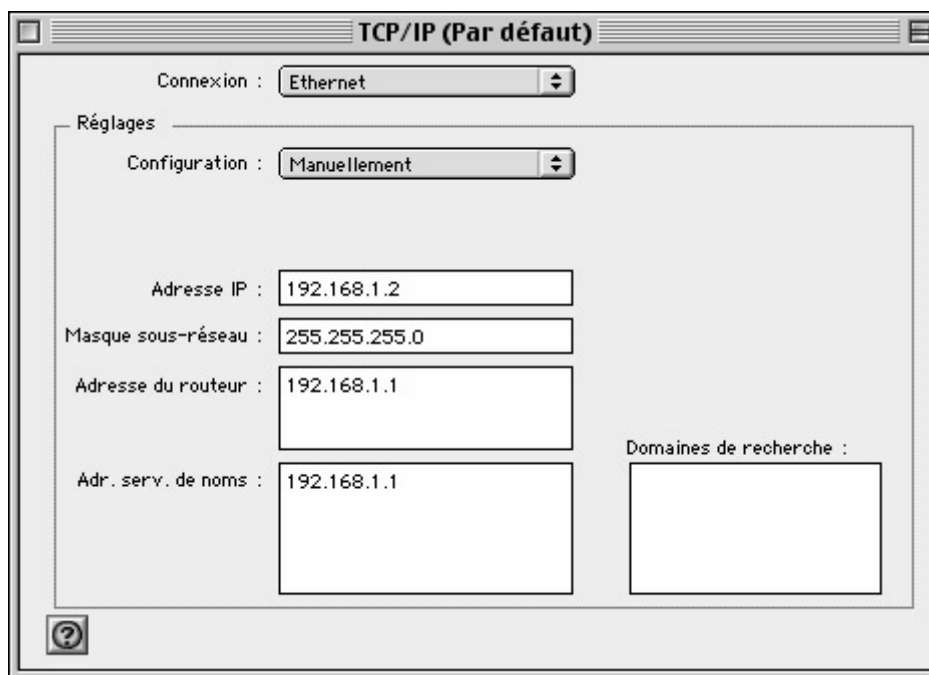 TCP/IP (Par défaut)
Connexion : Ethernet
Réglages
Configuration : Manuellement
Adresse IP : 192.168.1.2
Masque sous-réseau : 255.255.255.0
Adresse du routeur : 192.168.1.1
Domaines de recherche :
Adr. serv. de noms : 192.168.1.1
?